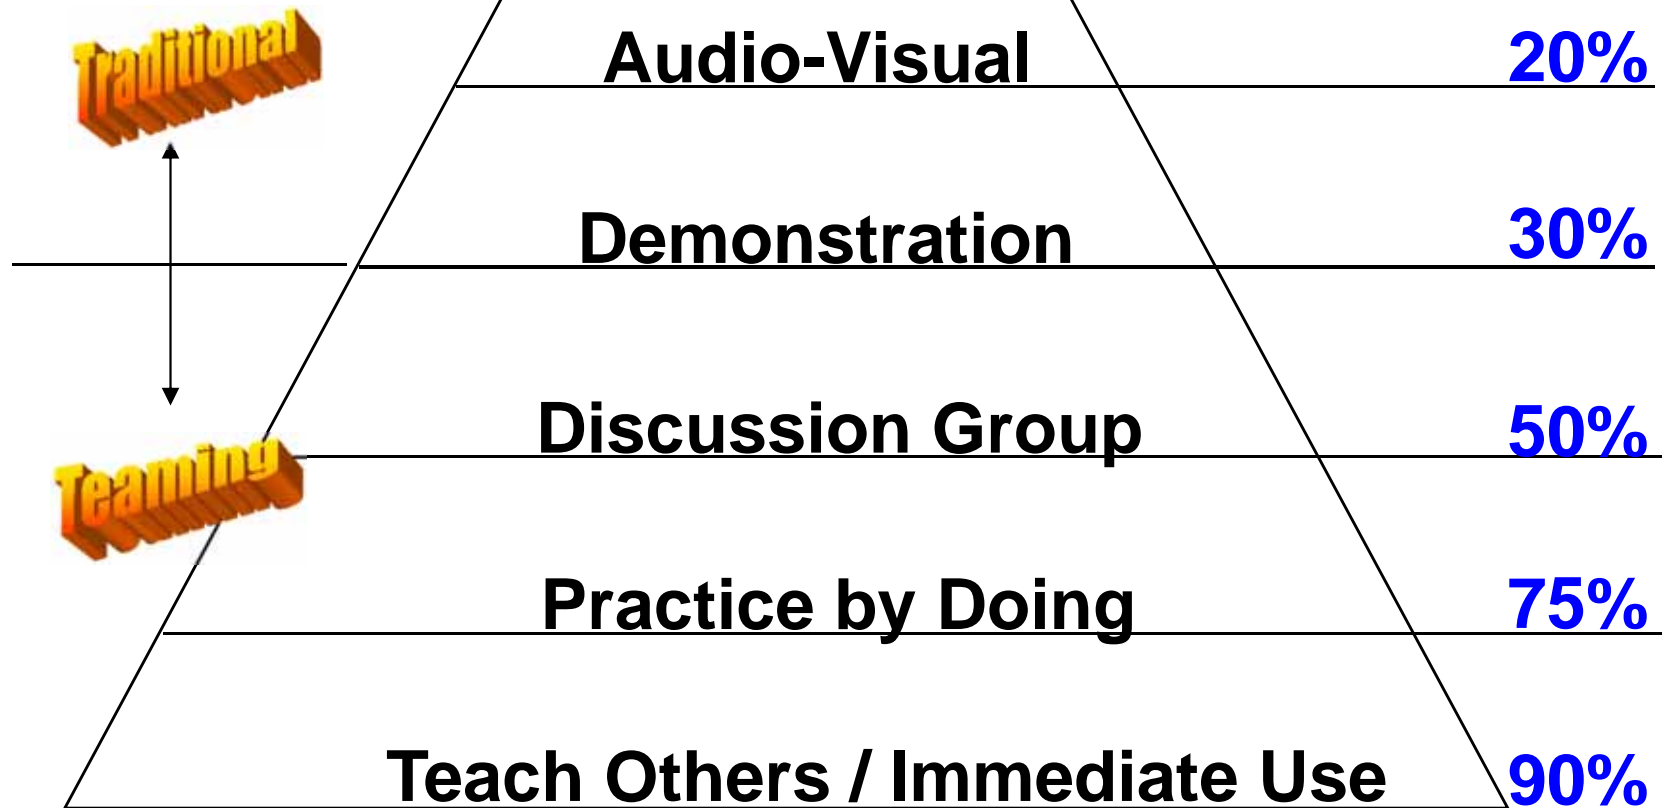 Traditional
Audio-Visual 20%
Demonstration 30%
Discussion Group 50%
Teaming
Practice by Doing 75%
Teach Others / Immediate Use 90%